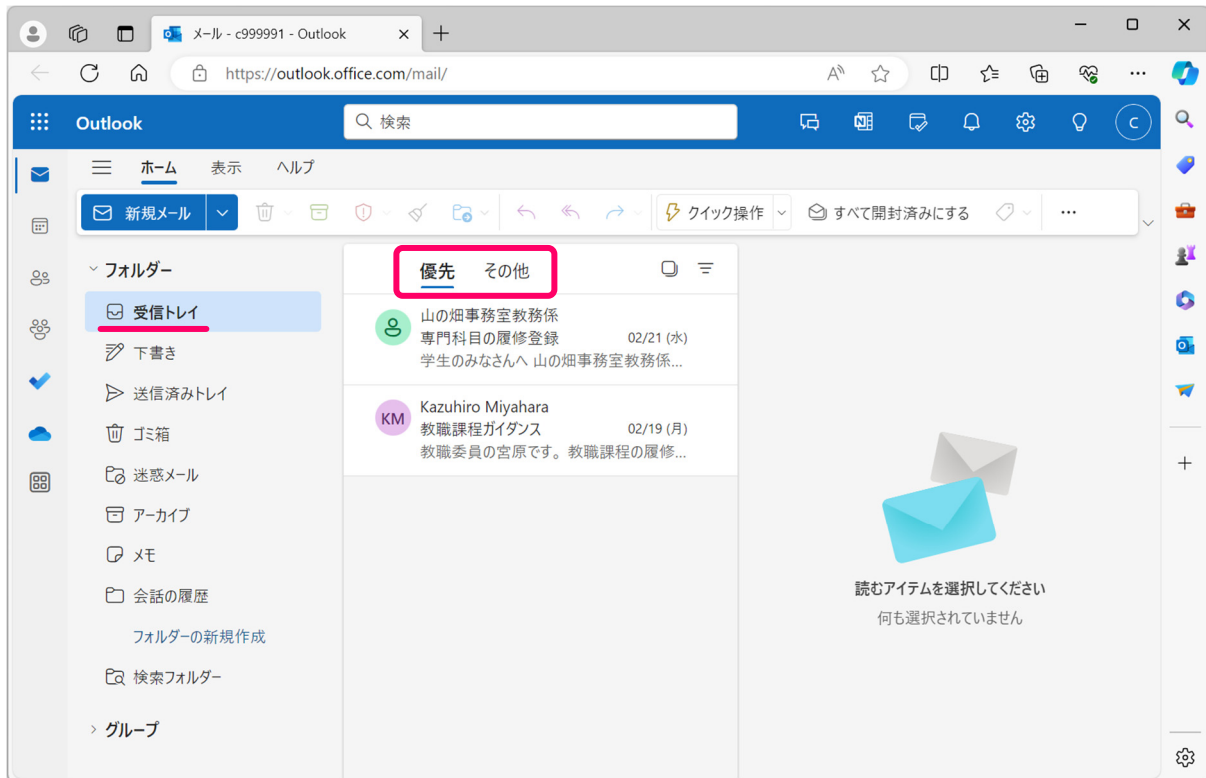 メール - c999991 - Outlook
https://outlook.office.com/mail/
Outlook
検索
C
ホーム 表示 ヘルプ
新規メール
クイック操作
すべて開封済みにする
フォルダー
受信トレイ
下書き
送信済みトレイ
ゴミ箱
迷惑メール
アーカイブ
メモ
会話の履歴
フォルダーの新規作成
検索フォルダー
グループ
優先 その他
山の畑事務室教務係
専門科目の履修登録 02/21 (水)
学生のみなさんへ 山の畑事務室教務係...
KM
Kazuhiro Miyahara
教職課程ガイダンス 02/19 (月)
教職委員の宮原です。教職課程の履修...
読むアイテムを選択してください
何も選択されていません